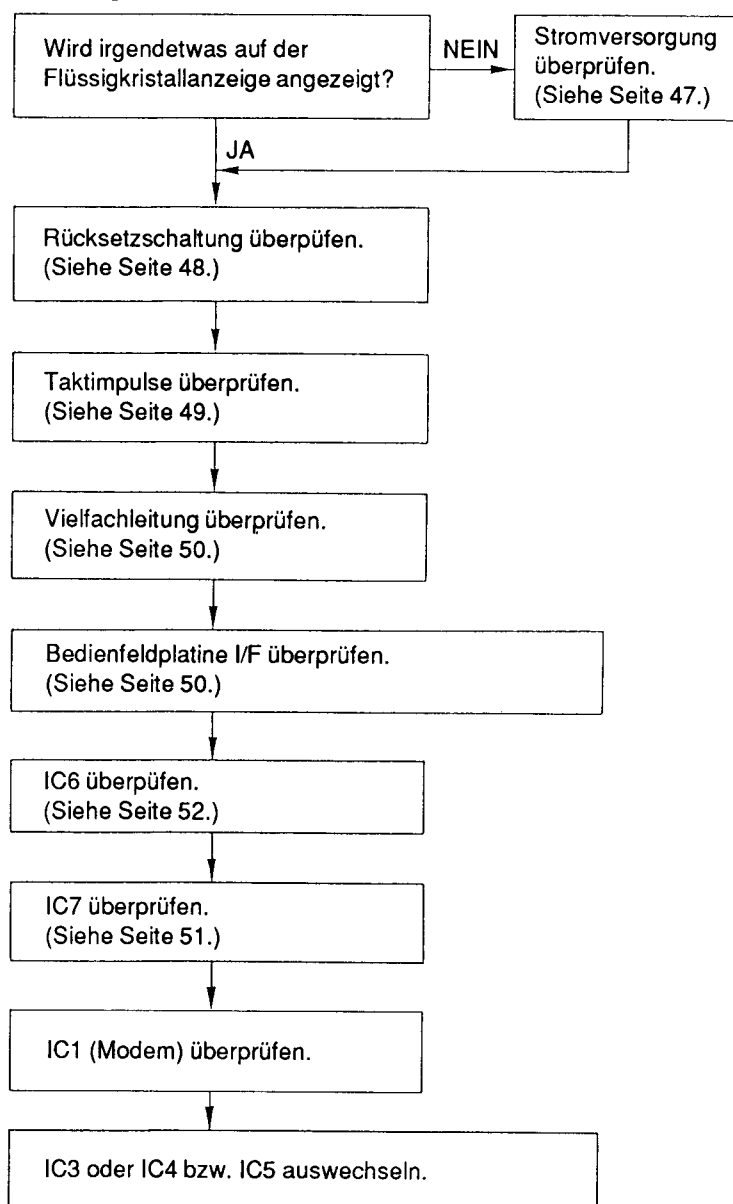 Wird irgendetwas auf der
Flüssigkristallanzeige angezeigt?
NEIN
Stromversorgung
überprüfen.
(Siehe Seite 47.)
JA
Rücksetzschaltung überpüfen.
(Siehe Seite 48.)
Taktimpulse überprüfen.
(Siehe Seite 49.)
Vielfachleitung überprüfen.
(Siehe Seite 50.)
Bedienfeldplatine I/F überprüfen.
(Siehe Seite 50.)
IC6 überpüfen.
(Siehe Seite 52.)
IC7 überprüfen.
(Siehe Seite 51.)
IC1 (Modem) überprüfen.
IC3 oder IC4 bzw. IC5 auswechseln.